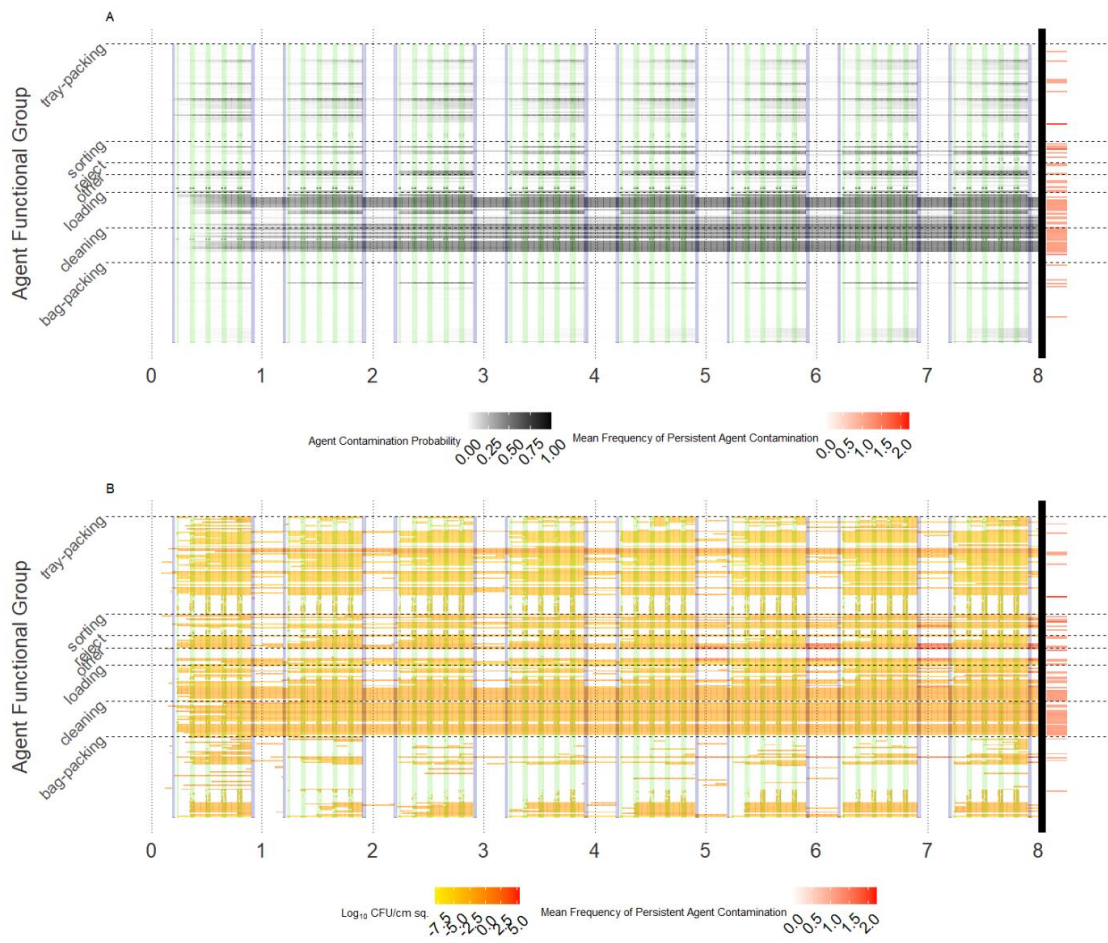 A
Agent Functional Group
tray-packing
sorting
reject
other
loading
cleaning
bag-packing
0 1 2 3 4 5 6 7 8
Agent Contamination Probability 0.00 0.25 0.50 0.75 1.00 Mean Frequency of Persistent Agent Contamination 0.0 0.5 1.0 1.5 2.0
B
Agent Functional Group
tray-packing
sorting
reject
other
loading
cleaning
bag-packing
0 1 2 3 4 5 6 7 8
Log₁₀ CFU/cm sq. -7.5 -5.0 -2.5 0.0 2.5 5.0 Mean Frequency of Persistent Agent Contamination 0.0 0.5 1.0 1.5 2.0